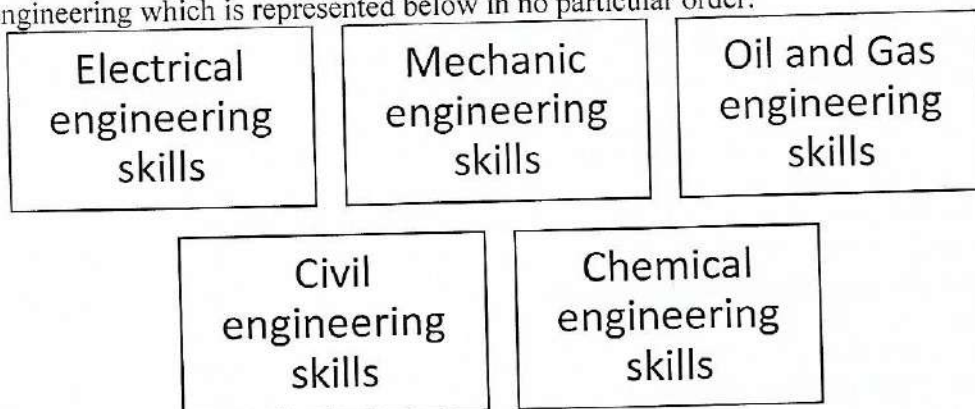 ngineering which is represented below in no particular order.
Electrical
engineering
skills
Mechanic
engineering
skills
Oil and Gas
engineering
skills
Civil
engineering
skills
Chemical
engineering
skills